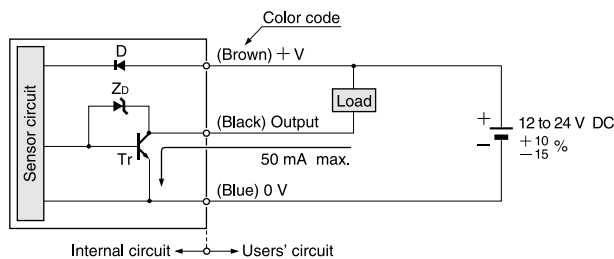 Color code
D
(Brown) + V
ZD
Load
Sensor circuit
(Black) Output
Tr
50 mA max.
+
−
12 to 24 V DC
+ 10
− 15 %
(Blue) 0 V
Internal circuit
Users' circuit